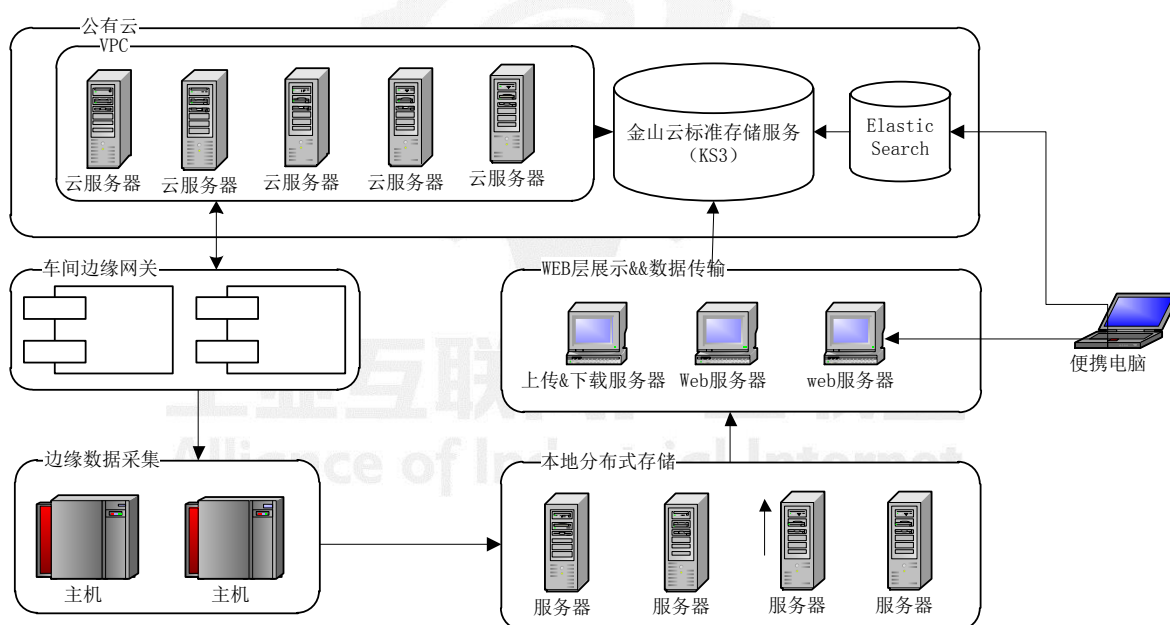 公有云
VPC
云服务器
云服务器
云服务器
云服务器
云服务器
金山云标准存储服务
（KS3）
Elastic
Search
车间边缘网关
WEB层展示&&数据传输
上传&下载服务器
Web服务器
web服务器
便携电脑
边缘数据采集
主机
主机
本地分布式存储
服务器
服务器
服务器
服务器
Alliance of Industrial Internet